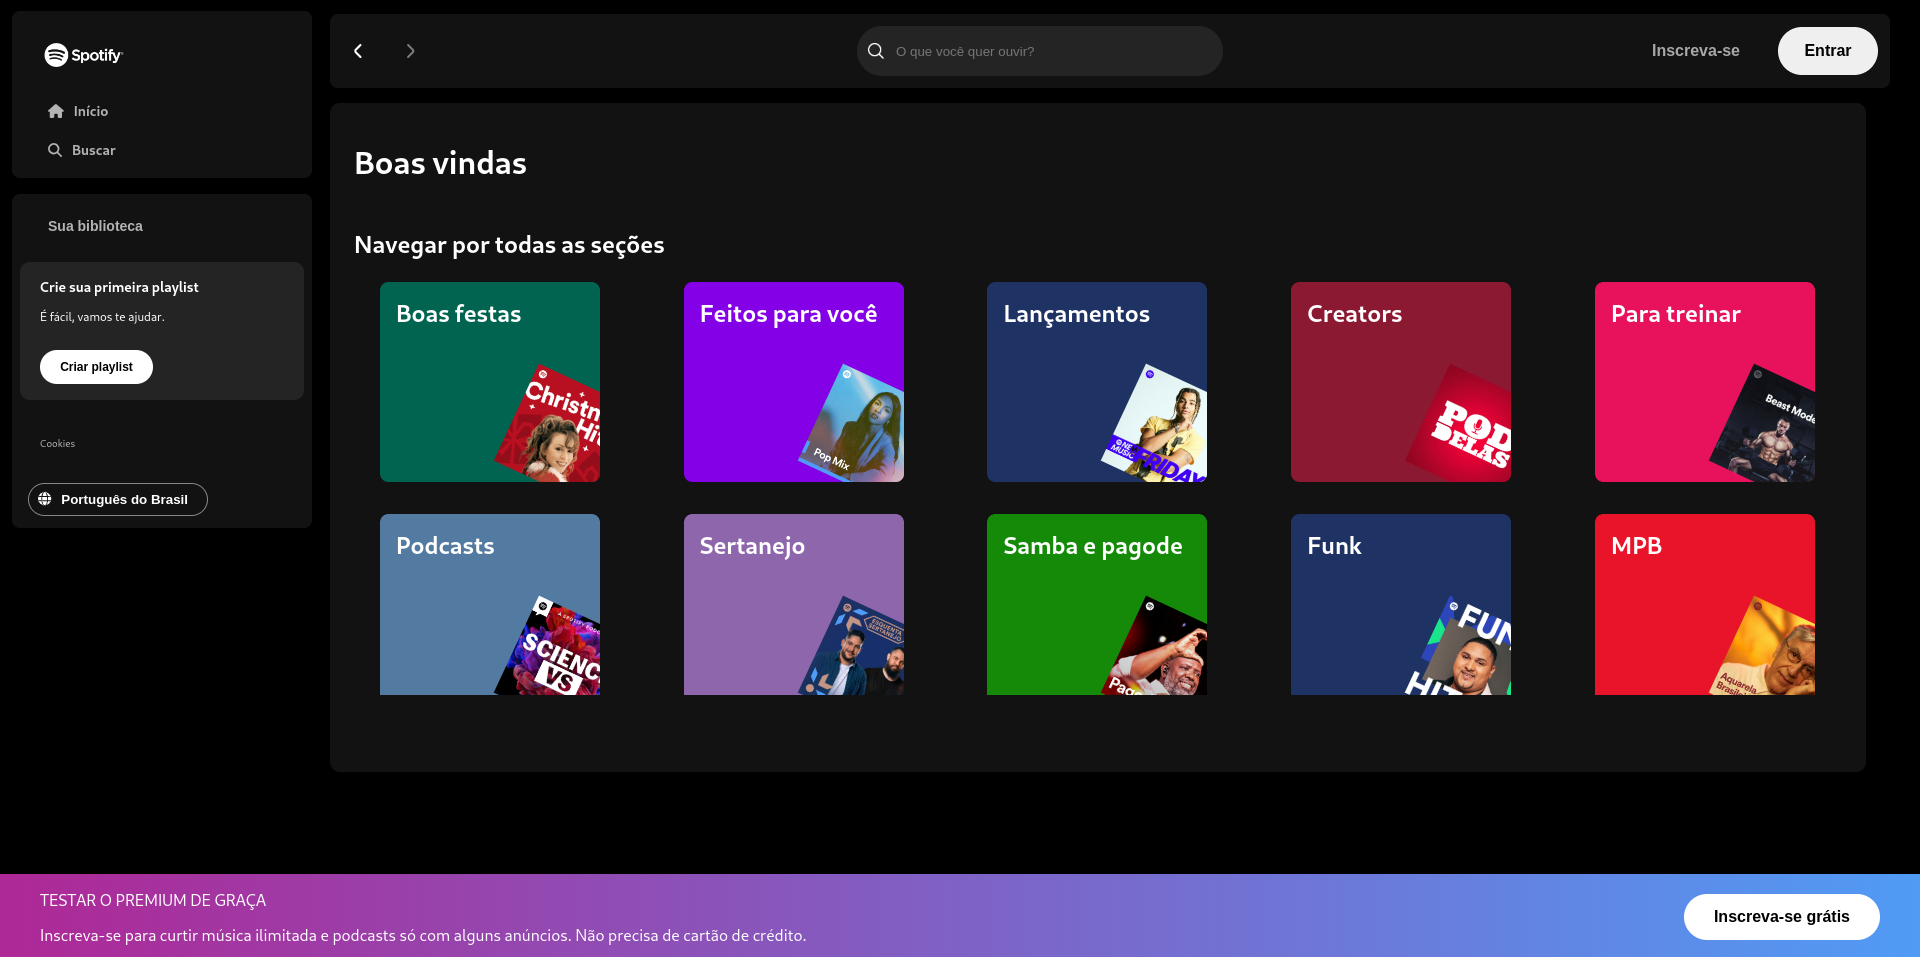 Spotify
Início
Buscar
Sua biblioteca
Crie sua primeira playlist
É fácil, vamos te ajudar.
Criar playlist
Cookies
Português do Brasil
O que você quer ouvir?
Inscreva-se
Entrar
Boas vindas
Navegar por todas as seções
Boas festas
Christm
Hit
Feitos para você
Pop Mix
Lançamentos
MUSIC
FRIDAY
Creators
POD
DELAS
Para treinar
Beast Mode
Podcasts
SCIENC
VS
Sertanejo
ESQUENTA
SERTANEJO
Samba e pagode
Pago
Funk
FUN
HIT
MPB
Aquarela
Brasilei
TESTAR O PREMIUM DE GRAÇA
Inscreva-se para curtir música ilimitada e podcasts só com alguns anúncios. Não precisa de cartão de crédito.
Inscreva-se grátis